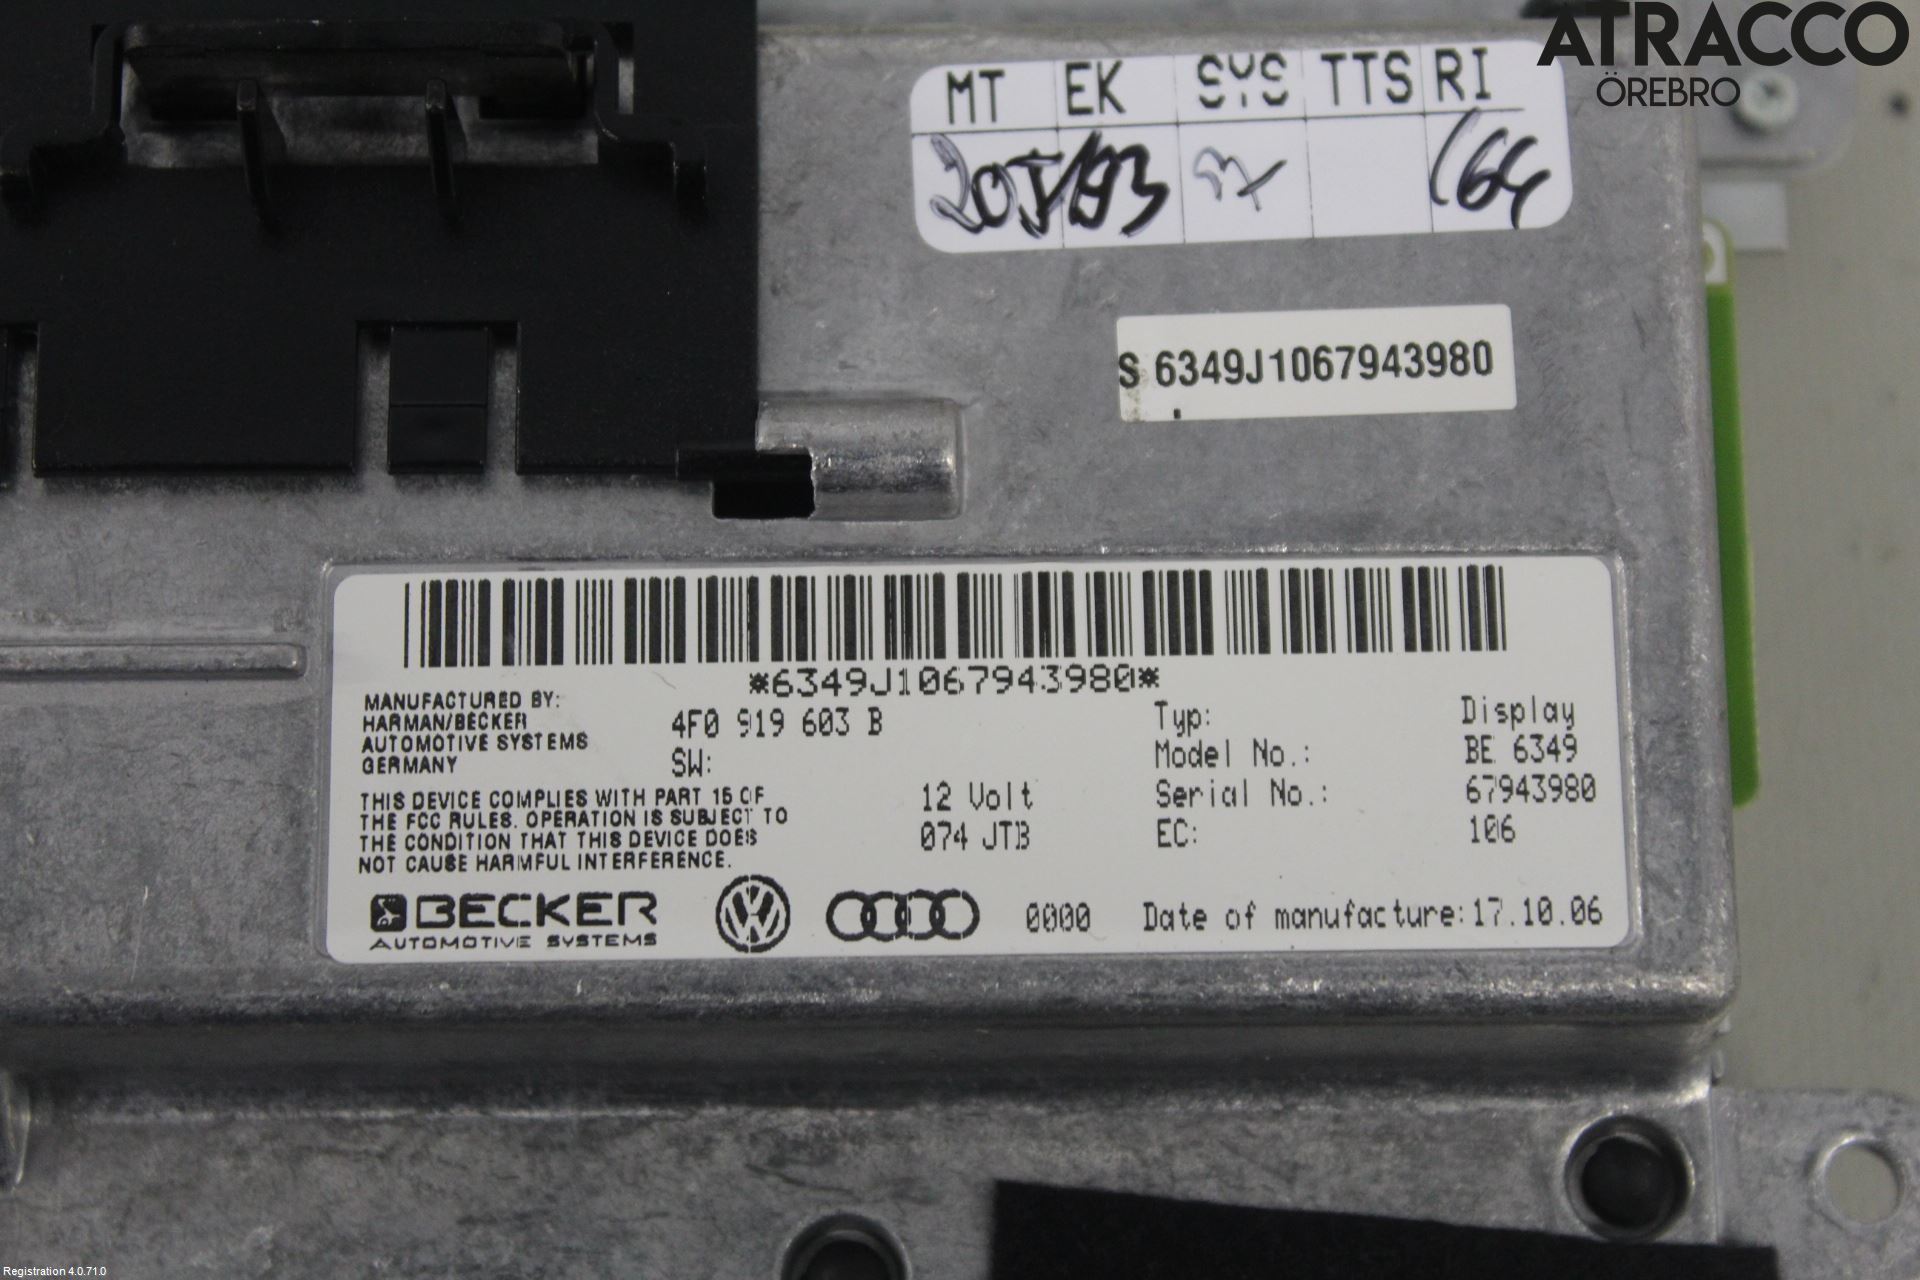 ATRACCO
ÖREBRO
MT EK SYS TTS RI
S 6349J1067943980
*6349J1067943980*
MANUFACTURED BY:
HARMAN/BECKER
AUTOMOTIVE SYSTEMS
GERMANY
4F0 919 603 B
SW:
THIS DEVICE COMPLIES WITH PART 15 OF
THE FCC RULES. OPERATION IS SUBJECT TO
THE CONDITION THAT THIS DEVICE DOES
NOT CAUSE HARMFUL INTERFERENCE.
12 Volt
074 JTB
Typ: Display
Model No.: BE 6349
Serial No.: 67943980
EC: 106
BECKER
AUTOMOTIVE SYSTEMS
0000
Date of manufacture: 17.10.06
Registration 4.0.71.0